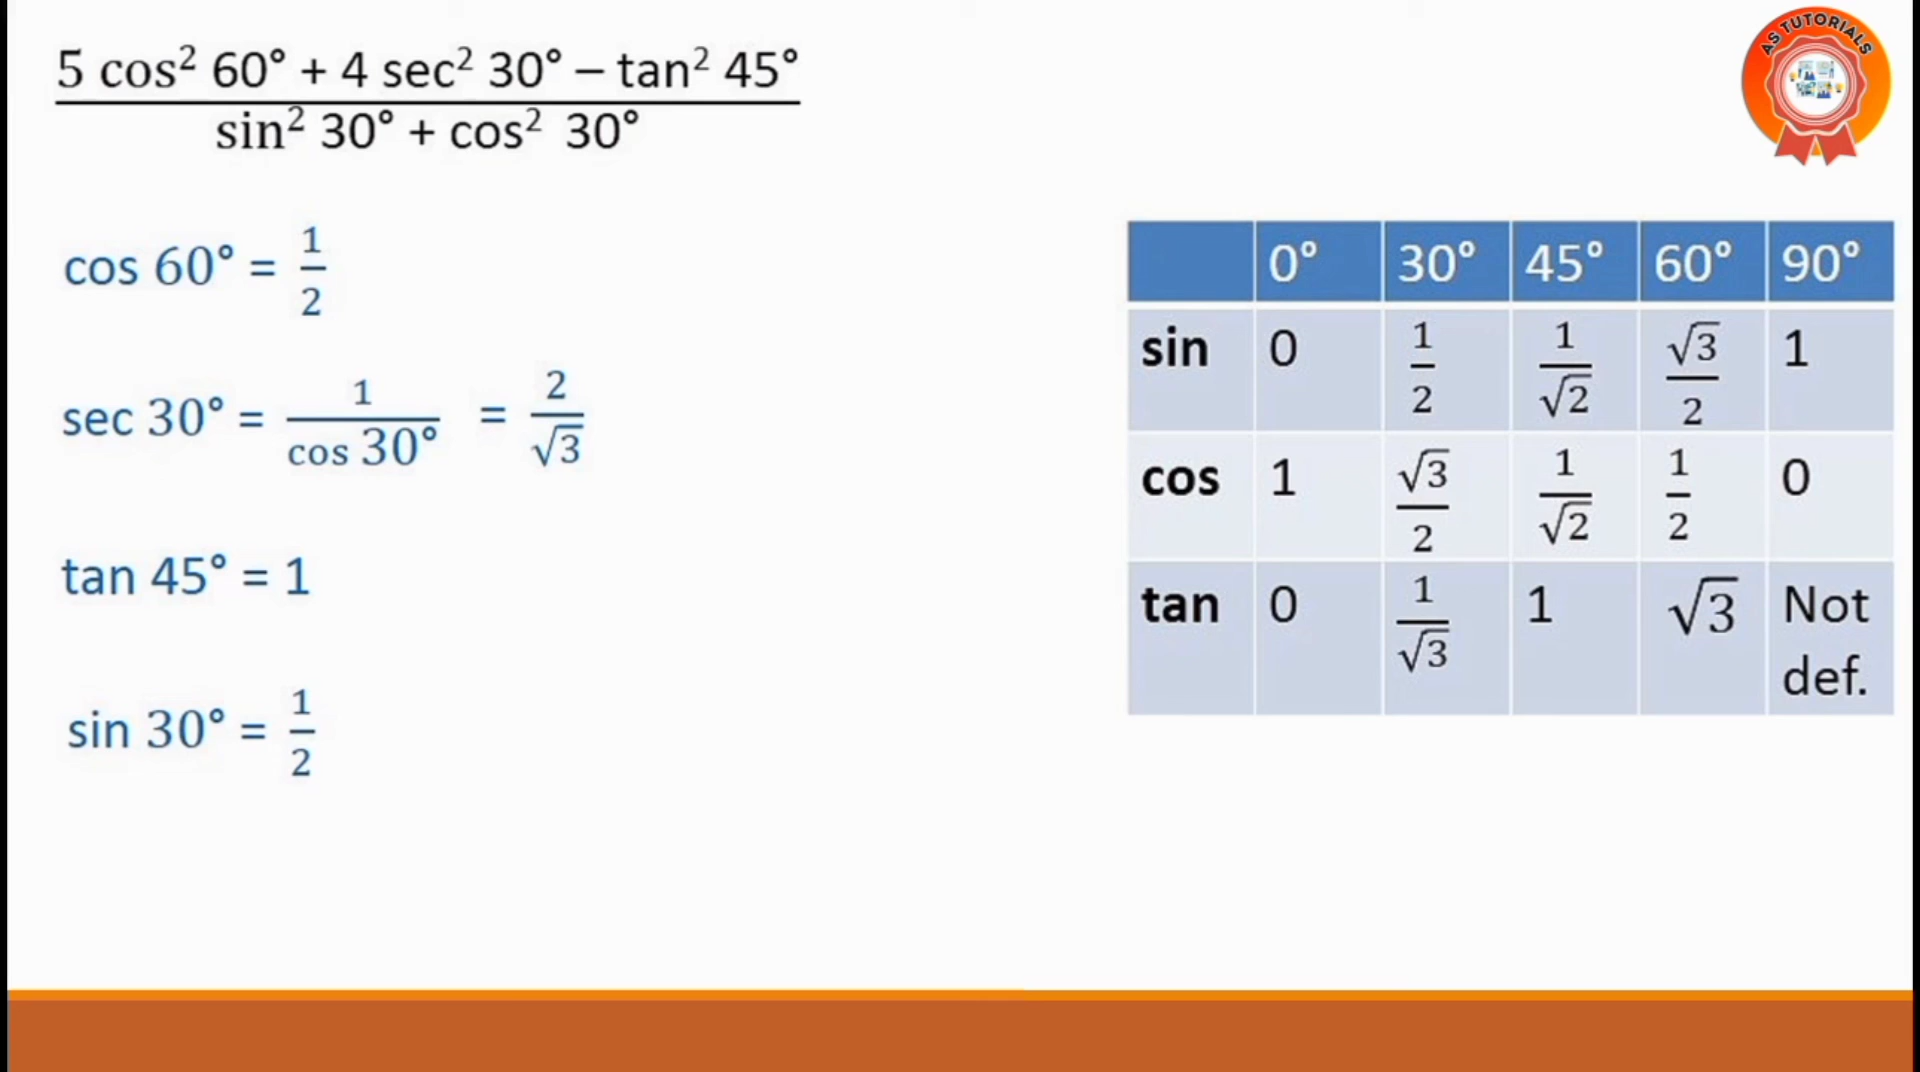 AS TUTORIALS
5 cos² 60° + 4 sec² 30° – tan² 45°
sin² 30° + cos² 30°
cos 60° = 1/2
sec 30° = 1/cos 30° = 2/√3
tan 45° = 1
sin 30° = 1/2
0° 30° 45° 60° 90°
sin 0 1/2 1/√2 √3/2 1
cos 1 √3/2 1/√2 1/2 0
tan 0 1/√3 1 √3 Not
def.